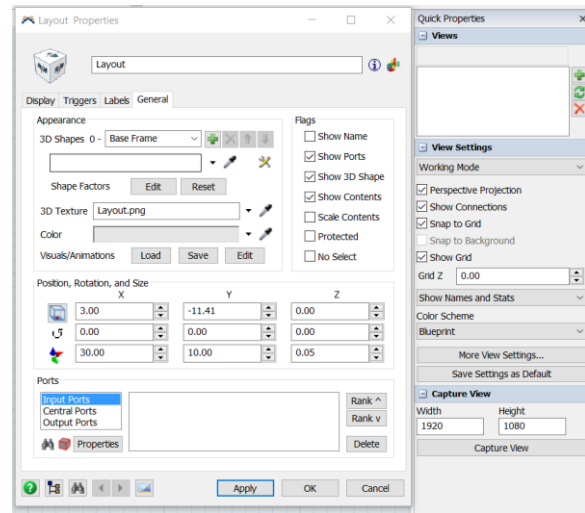 Layout Properties
Layout
Display Triggers Labels General
Appearance
3D Shapes 0 - Base Frame
Shape Factors Edit Reset
3D Texture Layout.png
Color
Visuals/Animations Load Save Edit
Flags
Show Name
Show Ports
Show 3D Shape
Show Contents
Scale Contents
Protected
No Select
Position, Rotation, and Size
X Y Z
3.00 -11.41 0.00
0.00 0.00 0.00
30.00 10.00 0.05
Ports
Input Ports
Central Ports
Output Ports
Properties
Rank ^
Rank v
Delete
Apply OK Cancel
Quick Properties
Views
View Settings
Working Mode
Perspective Projection
Show Connections
Snap to Grid
Snap to Background
Show Grid
Grid Z 0.00
Show Names and Stats
Color Scheme
Blueprint
More View Settings...
Save Settings as Default
Capture View
Width Height
1920 1080
Capture View